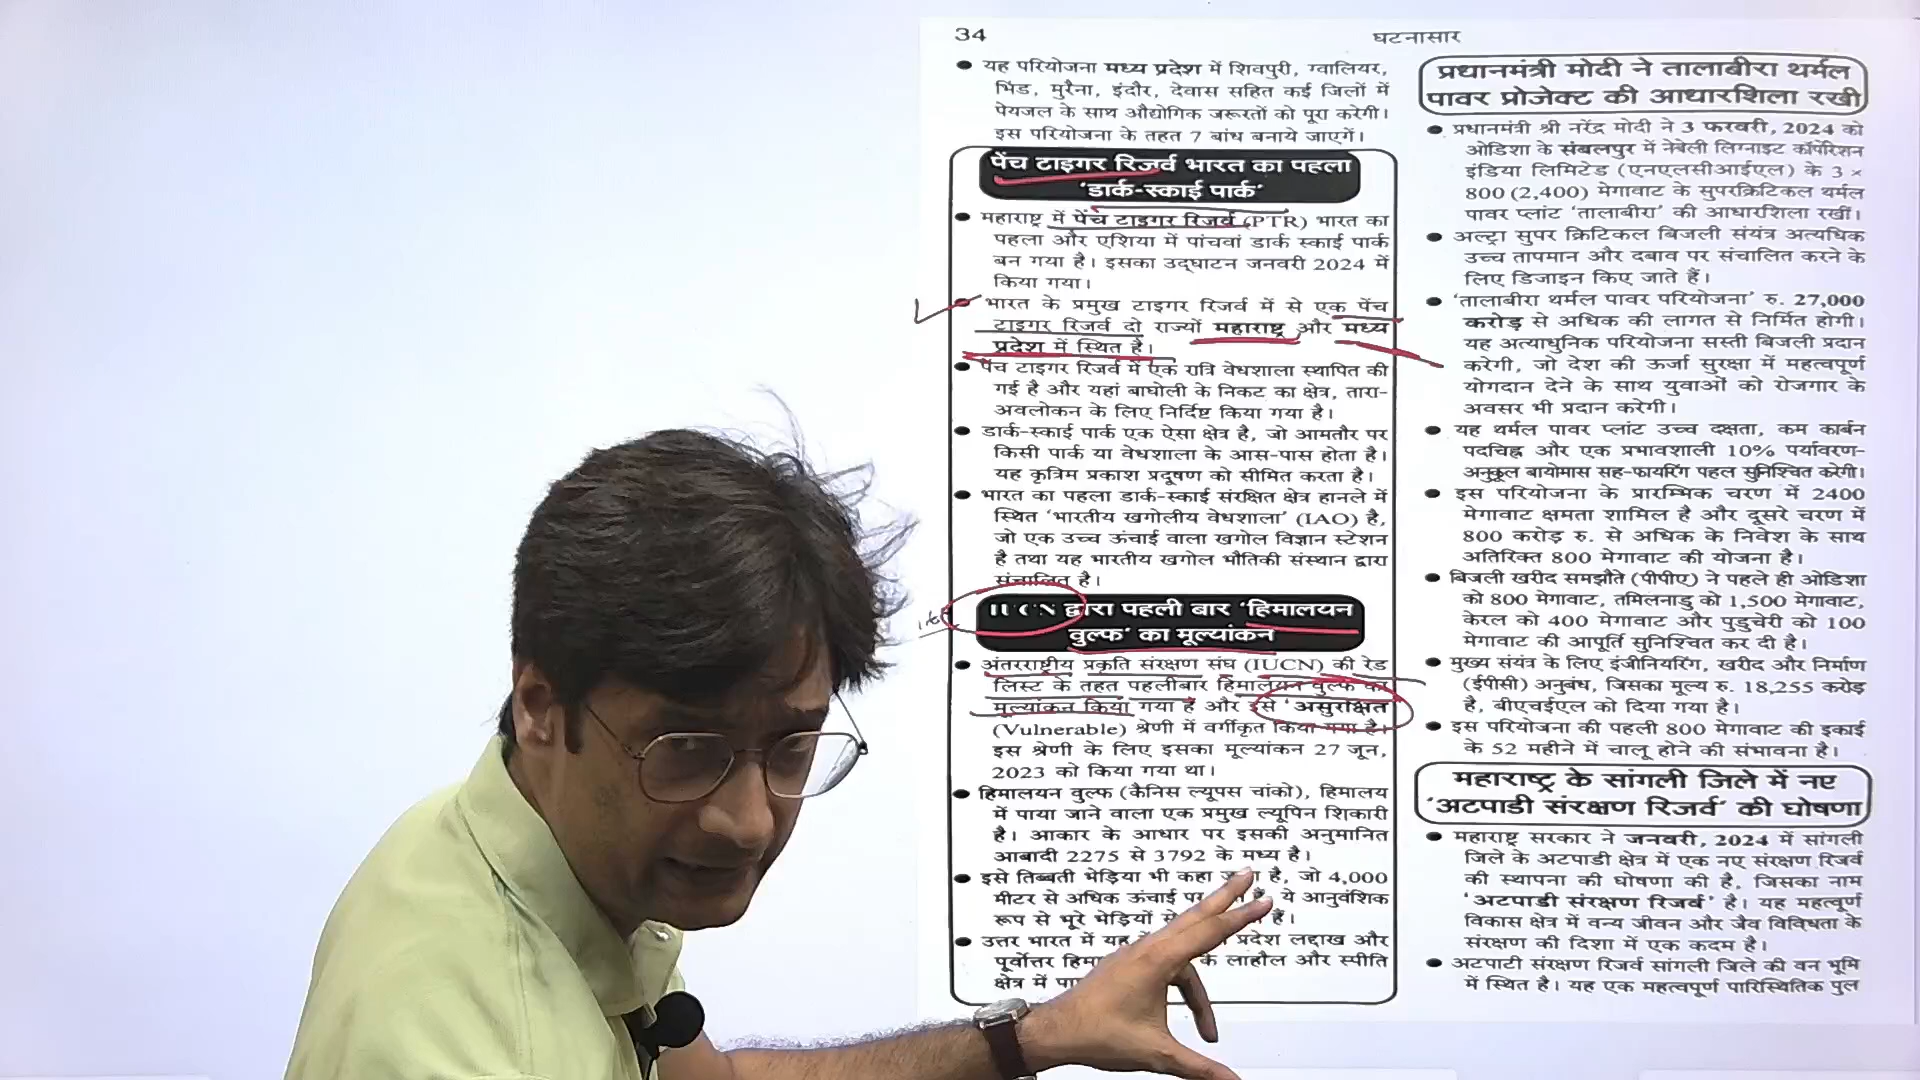 34
घटनासार
यह परियोजना मध्य प्रदेश में शिवपुरी, ग्वालियर,
भिंड, मुरैना, इंदौर, देवास सहित कई जिलों में
पेयजल के साथ औद्योगिक जरूरतों को पूरा करेगी।
इस परियोजना के तहत 7 बांध बनाये जाएगें।
पेंच टाइगर रिजर्व भारत का पहला
'डार्क-स्काई पार्क'
महाराष्ट्र में पेंच टाइगर रिजर्व (PTR) भारत का
पहला और एशिया में पांचवां डार्क स्काई पार्क
बन गया है। इसका उद्घाटन जनवरी 2024 में
किया गया।
भारत के प्रमुख टाइगर रिजर्व में से एक पेंच
टाइगर रिजर्व दो राज्यों महाराष्ट्र और मध्य
प्रदेश में स्थित है।
पेंच टाइगर रिजर्व में एक रात्रि वेधशाला स्थापित की
गई है और यहां बाघोली के निकट का क्षेत्र, तारा-
अवलोकन के लिए निर्दिष्ट किया गया है।
डार्क-स्काई पार्क एक ऐसा क्षेत्र है, जो आमतौर पर
किसी पार्क या वेधशाला के आस-पास होता है।
यह कृत्रिम प्रकाश प्रदूषण को सीमित करता है।
भारत का पहला डार्क-स्काई संरक्षित क्षेत्र हानले में
स्थित 'भारतीय खगोलीय वेधशाला' (IAO) है,
जो एक उच्च ऊंचाई वाला खगोल विज्ञान स्टेशन
है तथा यह भारतीय खगोल भौतिकी संस्थान द्वारा
संचालित है।
IUCN द्वारा पहली बार 'हिमालयन
वुल्फ' का मूल्यांकन
अंतरराष्ट्रीय प्रकृति संरक्षण संघ (IUCN) की रेड
लिस्ट के तहत पहलीबार हिमालयन वुल्फ का
मूल्यांकन किया गया है और इसे 'असुरक्षित
(Vulnerable) श्रेणी में वर्गीकृत किया गया है।
इस श्रेणी के लिए इसका मूल्यांकन 27 जून,
2023 को किया गया था।
हिमालयन वुल्फ (कैनिस ल्यूपस चांको), हिमालय
में पाया जाने वाला एक प्रमुख ल्यूपिन शिकारी
है। आकार के आधार पर इसकी अनुमानित
आबादी 2275 से 3792 के मध्य है।
इसे तिब्बती भेड़िया भी कहा है, जो 4,000
मीटर से अधिक ऊंचाई पर ये आनुवंशिक
रूप से भूरे भेड़ियों से हैं।
उत्तर भारत में यह प्रदेश लद्दाख और
पूर्वोत्तर के लाहौल और स्पीति
क्षेत्र में
प्रधानमंत्री मोदी ने तालाबीरा थर्मल
पावर प्रोजेक्ट की आधारशिला रखी
प्रधानमंत्री श्री नरेंद्र मोदी ने 3 फरवरी, 2024 को
ओडिशा के संबलपुर में नेबेली लिग्नाइट कॉर्पोरेशन
इंडिया लिमिटेड (एनएलसीआईएल) के 3 ×
800 (2,400) मेगावाट के सुपरक्रिटिकल थर्मल
पावर प्लांट 'तालाबीरा' की आधारशिला रखीं।
अल्ट्रा सुपर क्रिटिकल बिजली संयंत्र अत्यधिक
उच्च तापमान और दबाव पर संचालित करने के
लिए डिजाइन किए जाते हैं।
'तालाबीरा थर्मल पावर परियोजना' रु. 27,000
करोड़ से अधिक की लागत से निर्मित होगी।
यह अत्याधुनिक परियोजना सस्ती बिजली प्रदान
करेगी, जो देश की ऊर्जा सुरक्षा में महत्वपूर्ण
योगदान देने के साथ युवाओं को रोजगार के
अवसर भी प्रदान करेगी।
यह थर्मल पावर प्लांट उच्च दक्षता, कम कार्बन
पदचिह्न और एक प्रभावशाली 10% पर्यावरण-
अनुकूल बायोमास सह-फायरिंग पहल सुनिश्चित करेगी।
इस परियोजना के प्रारम्भिक चरण में 2400
मेगावाट क्षमता शामिल है और दूसरे चरण में
800 करोड़ रु. से अधिक के निवेश के साथ
अतिरिक्त 800 मेगावाट की योजना है।
बिजली खरीद समझौते (पीपीए) ने पहले ही ओडिशा
को 800 मेगावाट, तमिलनाडु को 1,500 मेगावाट,
केरल को 400 मेगावाट और पुडुचेरी को 100
मेगावाट की आपूर्ति सुनिश्चित कर दी है।
मुख्य संयंत्र के लिए इंजीनियरिंग, खरीद और निर्माण
(ईपीसी) अनुबंध, जिसका मूल्य रु. 18,255 करोड़
है, बीएचईएल को दिया गया है।
इस परियोजना की पहली 800 मेगावाट की इकाई
के 52 महीने में चालू होने की संभावना है।
महाराष्ट्र के सांगली जिले में नए
'अटपाडी संरक्षण रिजर्व' की घोषणा
महाराष्ट्र सरकार ने जनवरी, 2024 में सांगली
जिले के अटपाडी क्षेत्र में एक नए संरक्षण रिजर्व
की स्थापना की घोषणा की है, जिसका नाम
'अटपाडी संरक्षण रिजर्व' है। यह महत्वपूर्ण
विकास क्षेत्र में वन्य जीवन और जैव विविधता के
संरक्षण की दिशा में एक कदम है।
अटपाटी संरक्षण रिजर्व सांगली जिले की वन भूमि
में स्थित है। यह एक महत्वपूर्ण पारिस्थितिक पुल